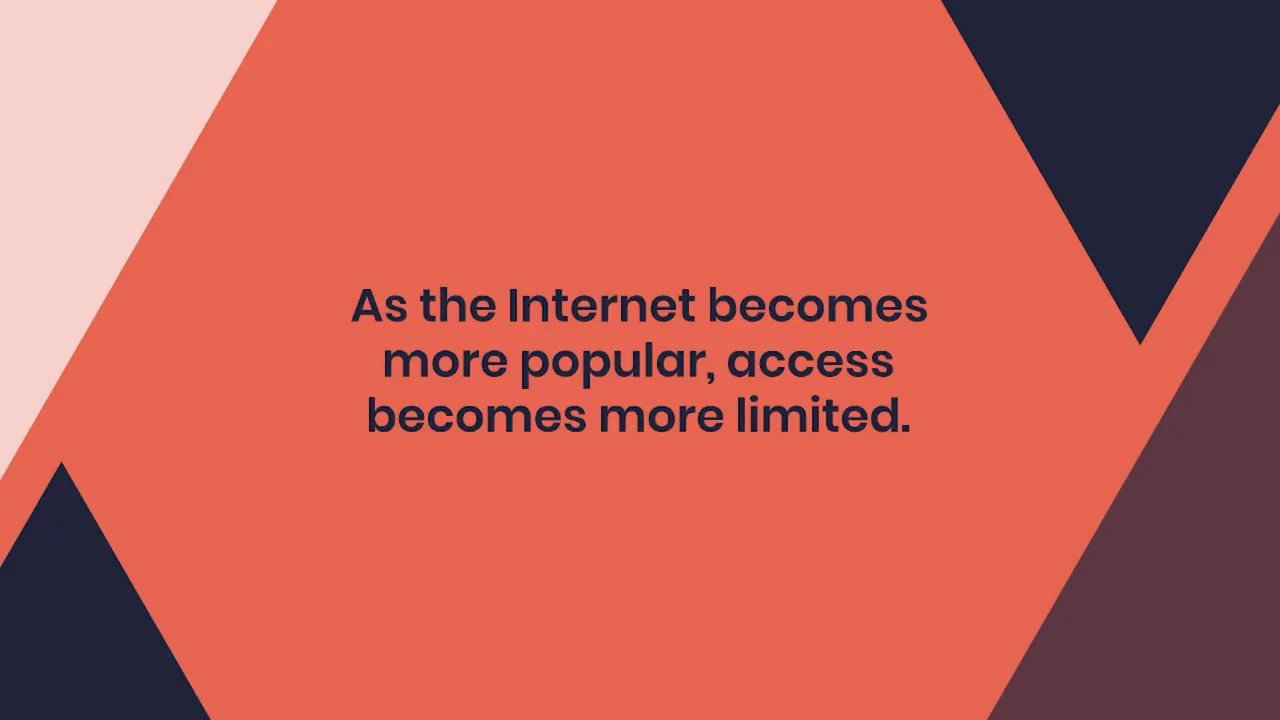 As the Internet becomes
more popular, access
becomes more limited.